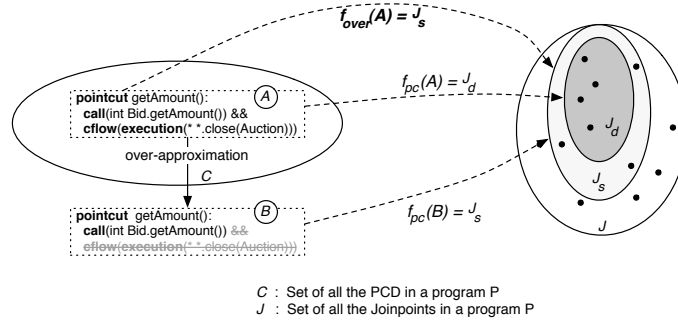 f_over(A) = J_s
pointcut getAmount():
call(int Bid.getAmount()) &&
cflow(execution(* *.close(Auction)))
A
f_pc(A) = J_d
over-approximation
C
pointcut getAmount():
call(int Bid.getAmount()) &&
cflow(execution(* *.close(Auction)))
B
f_pc(B) = J_s
J_d
J_s
J
C : Set of all the PCD in a program P
J : Set of all the Joinpoints in a program P